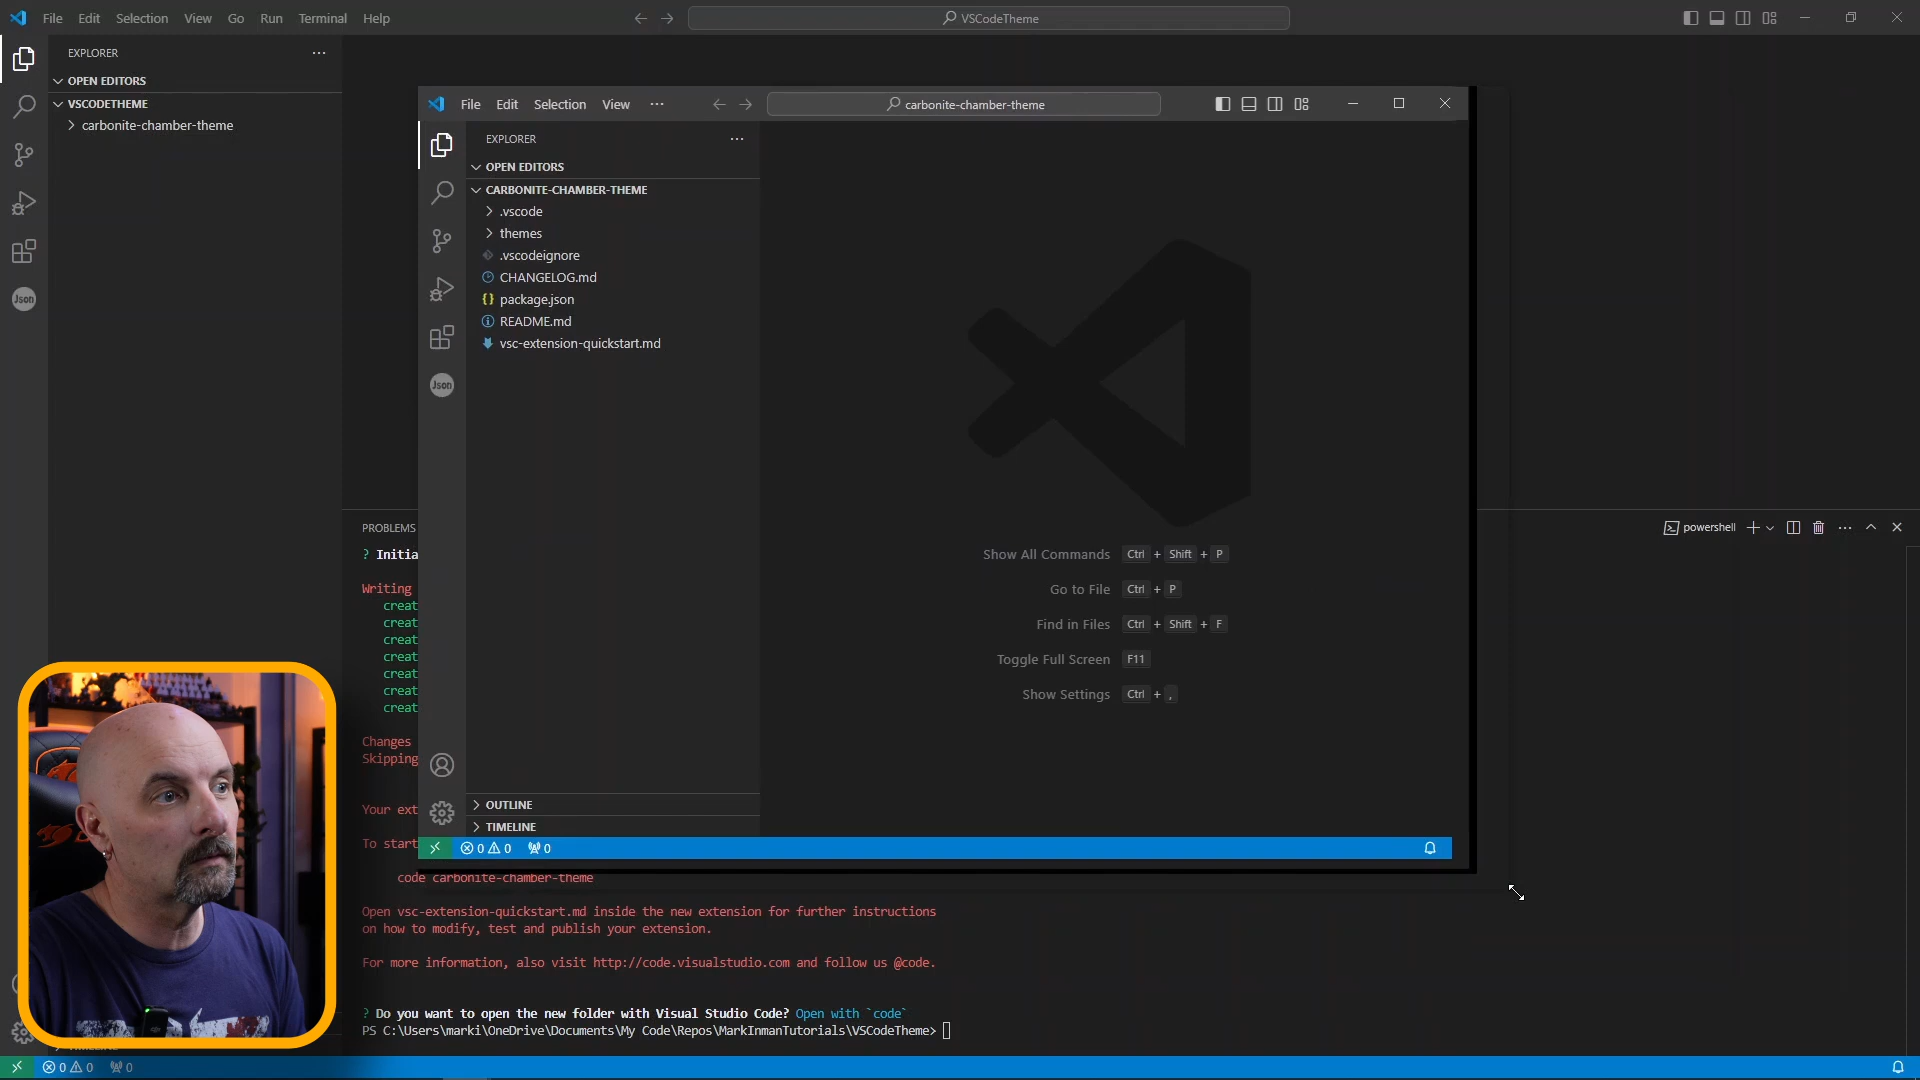 File Edit Selection View Go Run Terminal Help
VSCodeTheme
EXPLORER
OPEN EDITORS
VSCODETHEME
carbonite-chamber-theme
Json
File Edit Selection View
carbonite-chamber-theme
EXPLORER
OPEN EDITORS
CARBONITE-CHAMBER-THEME
.vscode
themes
.vscodeignore
CHANGELOG.md
package.json
README.md
vsc-extension-quickstart.md
Json
Show All Commands Ctrl + Shift + P
Go to File Ctrl + P
Find in Files Ctrl + Shift + F
Toggle Full Screen F11
Show Settings Ctrl + ,
OUTLINE
TIMELINE
0 0 0
PROBLEMS
powershell
? Initia
Writing
creat
creat
creat
creat
creat
creat
creat
Changes
Skipping
Your ext
To start
code carbonite-chamber-theme
Open vsc-extension-quickstart.md inside the new extension for further instructions
on how to modify, test and publish your extension.
For more information, also visit http://code.visualstudio.com and follow us @code.
? Do you want to open the new folder with Visual Studio Code? Open with `code`
PS C:\Users\marki\OneDrive\Documents\My Code\Repos\MarkInmanTutorials\VSCodeTheme>
0 0 0